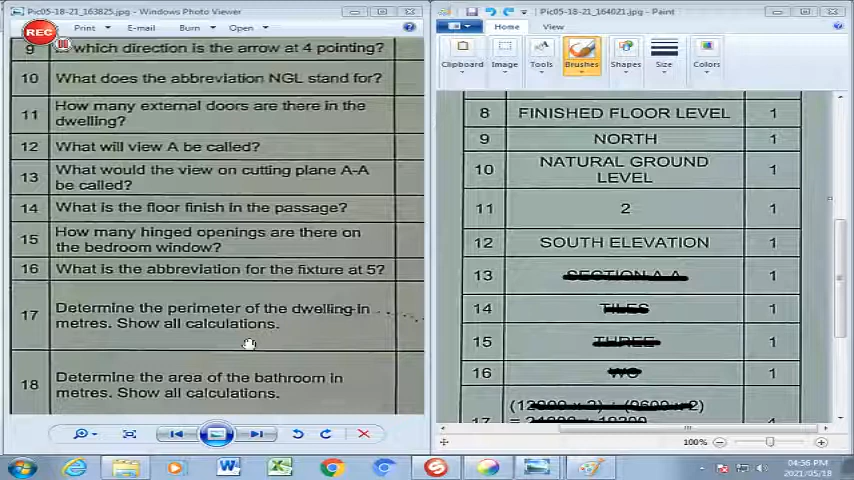 Pic05-18-21_163825.jpg - Windows Photo Viewer
REC
Print
E-mail
Burn
Open
9 which direction is the arrow at 4 pointing?
10 What does the abbreviation NGL stand for?
11 How many external doors are there in the
dwelling?
12 What will view A be called?
13 What would the view on cutting plane A-A
be called?
14 What is the floor finish in the passage?
15 How many hinged openings are there on
the bedroom window?
16 What is the abbreviation for the fixture at 5?
17 Determine the perimeter of the dwelling in
metres. Show all calculations.
18 Determine the area of the bathroom in
metres. Show all calculations.
Pic05-18-21_164021.jpg - Paint
Home
View
Clipboard
Image
Tools
Brushes
Shapes
Size
Colors
8 FINISHED FLOOR LEVEL 1
9 NORTH 1
10 NATURAL GROUND
LEVEL 1
11 2 1
12 SOUTH ELEVATION 1
13 SECTION A-A 1
14 TILES 1
15 THREE 1
16 WC 1
17
100%
04:36 PM
2021/05/18